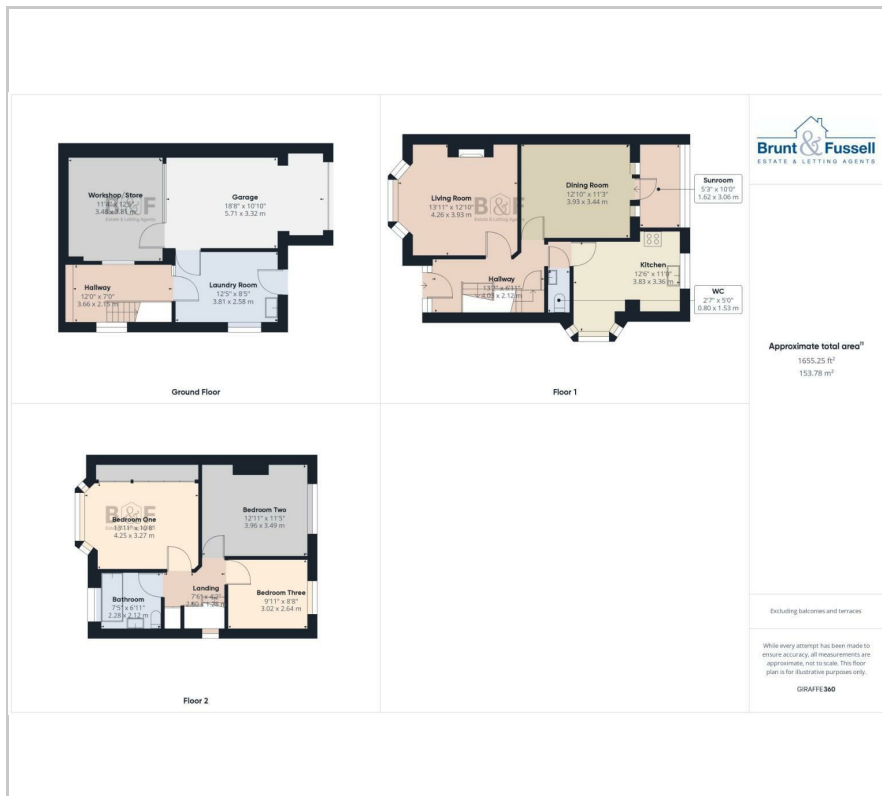 Workshop/Store
Garage
18'8" x 10'10"
5.71 x 3.32 m
Hallway
12'0" x 7'0"
3.66 x 2.15 m
Laundry Room
12'5" x 8'5"
3.81 x 2.58 m
Ground Floor
Living Room
13'11" x 12'10"
4.26 x 3.93 m
B&F
Dining Room
12'10" x 11'3"
3.93 x 3.44 m
Sunroom
5'3" x 10'0"
1.62 x 3.06 m
Hallway
Kitchen
12'6" x 11'0"
3.83 x 3.36 m
WC
2'7" x 5'0"
0.80 x 1.53 m
Floor 1
Bedroom One
13'11" x 10'8"
4.25 x 3.27 m
Bedroom Two
12'11" x 11'5"
3.96 x 3.49 m
Bathroom
7'5" x 6'11"
2.28 x 2.12 m
Landing
Bedroom Three
9'11" x 8'8"
3.02 x 2.64 m
Floor 2
Brunt & Fussell
ESTATE & LETTING AGENTS
Approximate total area
1655.25 ft²
153.78 m²
Excluding balconies and terraces
While every attempt has been made to
ensure accuracy, all measurements are
approximate, not to scale. This floor
plan is for illustrative purposes only.
GIRAFFE360